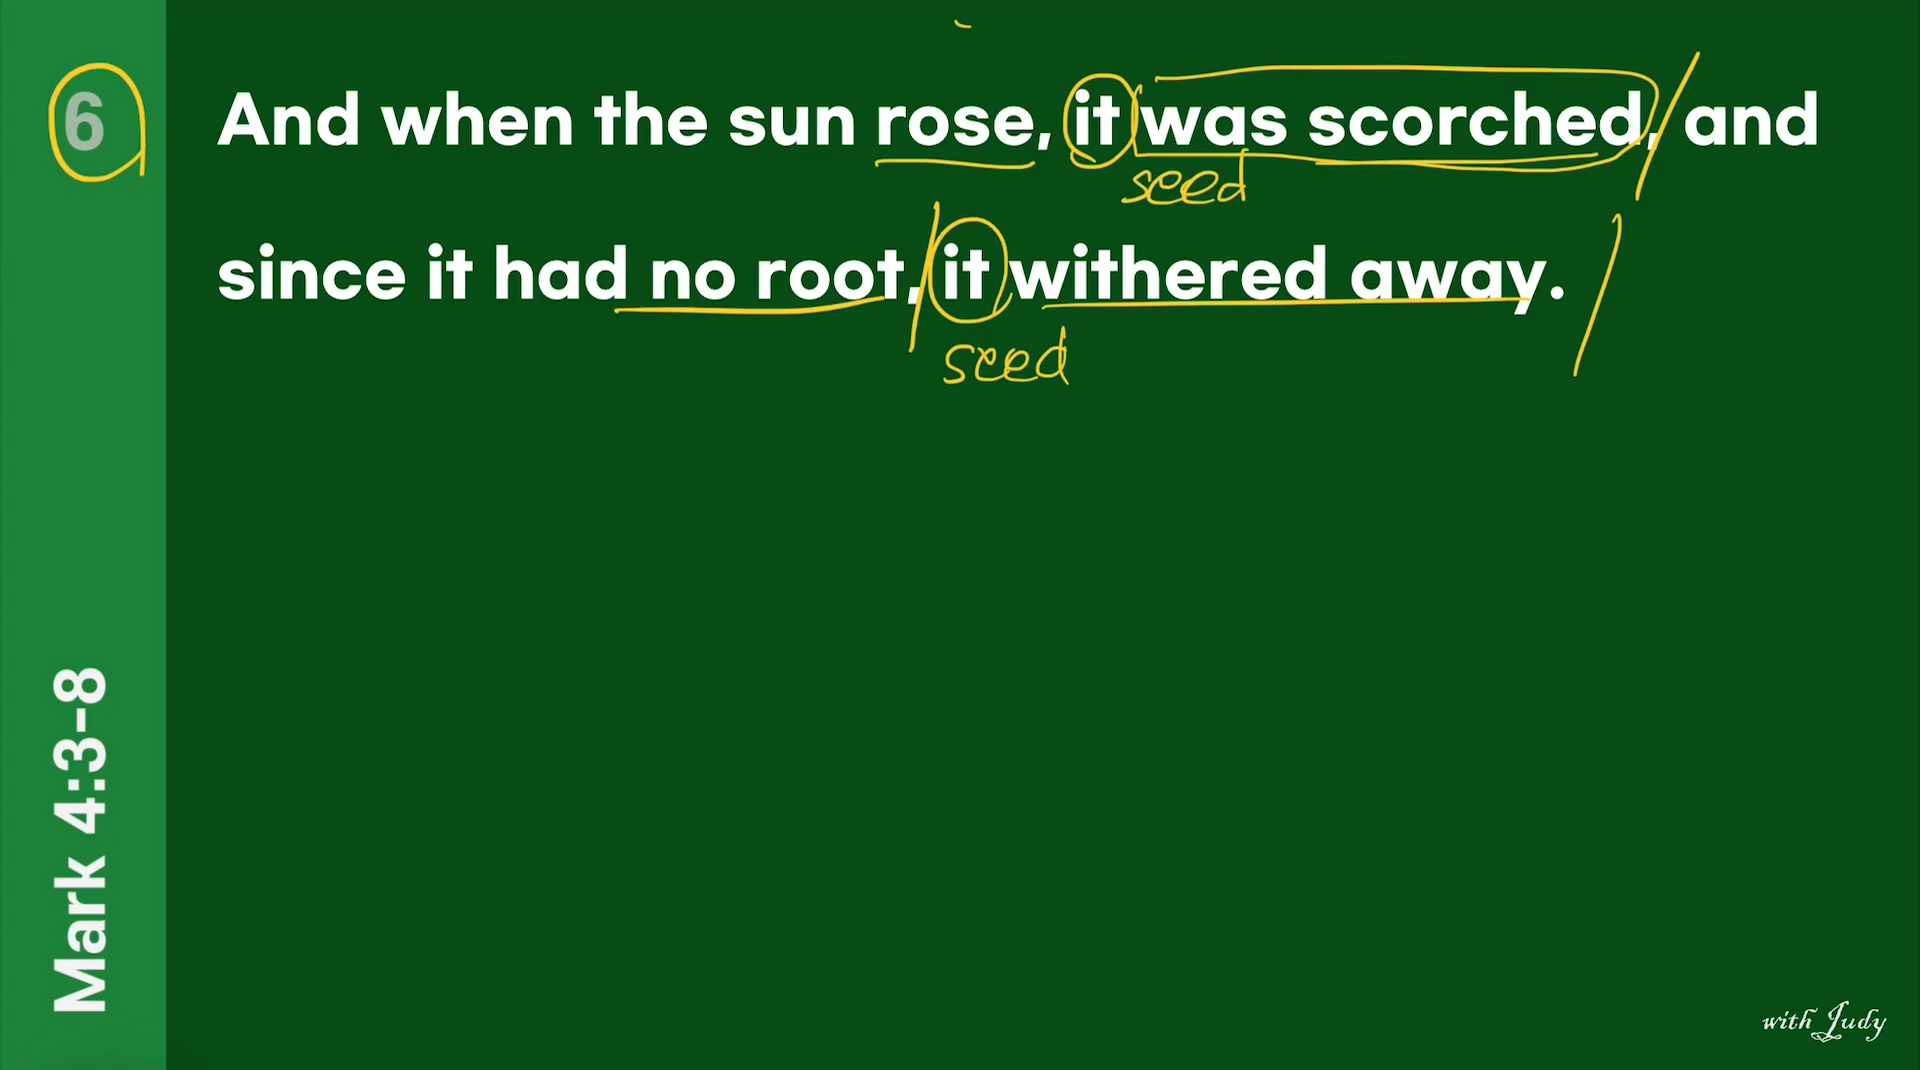 6
And when the sun rose, it was scorched, and
seed
since it had no root, it withered away.
seed
Mark 4:3-8
with Judy